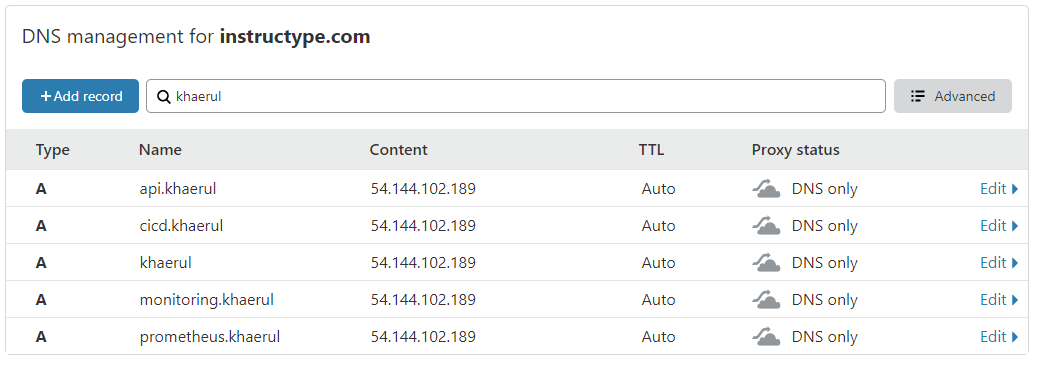 DNS management for instructype.com
+Add record khaerul Advanced
Type Name Content TTL Proxy status
A api.khaerul 54.144.102.189 Auto DNS only Edit
A cicd.khaerul 54.144.102.189 Auto DNS only Edit
A khaerul 54.144.102.189 Auto DNS only Edit
A monitoring.khaerul 54.144.102.189 Auto DNS only Edit
A prometheus.khaerul 54.144.102.189 Auto DNS only Edit